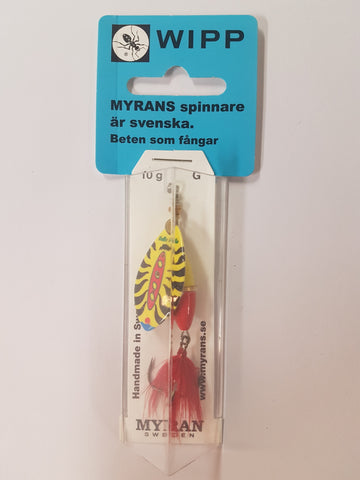 WIPP
MYRANS spinnare
är svenska.
Beten som fångar
10 g G
Handmade in
www.myrans.se
MYRAN
SWEDEN